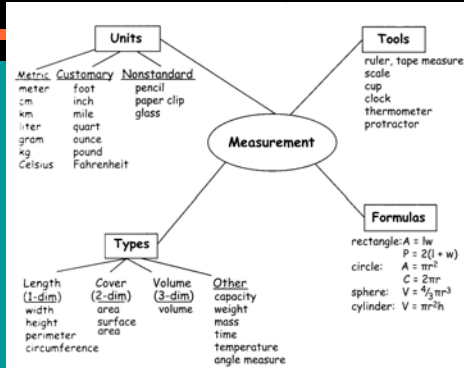 Units
Metric Customary Nonstandard
meter foot pencil
cm inch paper clip
km mile glass
liter quart
gram ounce
kg pound
Celsius Fahrenheit
Tools
ruler, tape measure
scale
cup
clock
thermometer
protractor
Measurement
Types
Length Cover Volume Other
(1-dim) (2-dim) (3-dim) capacity
width area volume weight
height surface mass
perimeter area time
circumference temperature
angle measure
Formulas
rectangle: A = lw
P = 2(l + w)
circle: A = πr²
C = 2πr
sphere: V = 4/3 πr³
cylinder: V = πr²h